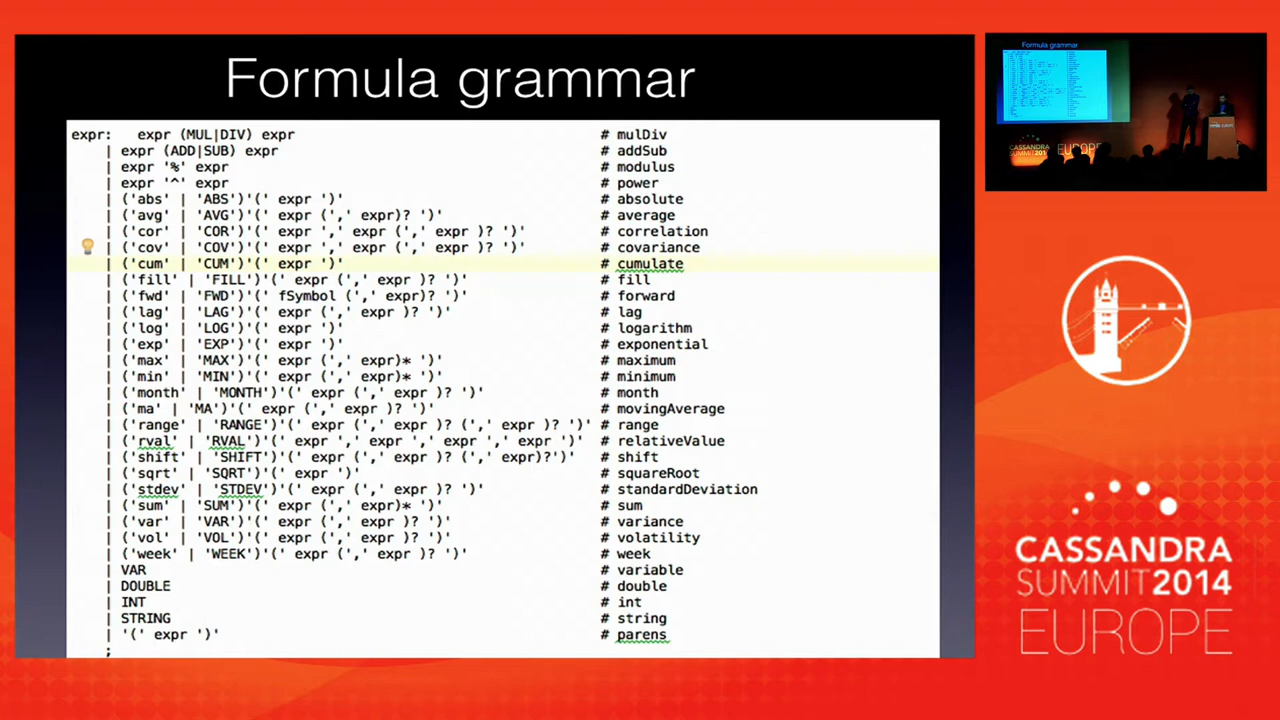 Formula grammar
expr: expr (MUL|DIV) expr # mulDiv
| expr (ADD|SUB) expr # addSub
| expr '%' expr # modulus
| expr '^' expr # power
| ('abs' | 'ABS')'(' expr ')' # absolute
| ('avg' | 'AVG')'(' expr (',' expr)? ')' # average
| ('cor' | 'COR')'(' expr ',' expr (',' expr )? ')' # correlation
| ('cov' | 'COV')'(' expr ',' expr (',' expr )? ')' # covariance
| ('cum' | 'CUM')'(' expr ')' # cumulate
| ('fill' | 'FILL')'(' expr (',' expr )? ')' # fill
| ('fwd' | 'FWD')'(' fSymbol (',' expr)? ')' # forward
| ('lag' | 'LAG')'(' expr (',' expr )? ')' # lag
| ('log' | 'LOG')'(' expr ')' # logarithm
| ('exp' | 'EXP')'(' expr ')' # exponential
| ('max' | 'MAX')'(' expr (',' expr)* ')' # maximum
| ('min' | 'MIN')'(' expr (',' expr)* ')' # minimum
| ('month' | 'MONTH')'(' expr (',' expr )? ')' # month
| ('ma' | 'MA')'(' expr (',' expr )? ')' # movingAverage
| ('range' | 'RANGE')'(' expr (',' expr )? (',' expr )? ')' # range
| ('rval' | 'RVAL')'(' expr ',' expr ',' expr ',' expr ')' # relativeValue
| ('shift' | 'SHIFT')'(' expr (',' expr )? (',' expr)?')' # shift
| ('sqrt' | 'SQRT')'(' expr ')' # squareRoot
| ('stdev' | 'STDEV')'(' expr (',' expr )? ')' # standardDeviation
| ('sum' | 'SUM')'(' expr (',' expr)* ')' # sum
| ('var' | 'VAR')'(' expr (',' expr )? ')' # variance
| ('vol' | 'VOL')'(' expr (',' expr )? ')' # volatility
| ('week' | 'WEEK')'(' expr (',' expr )? ')' # week
| VAR # variable
| DOUBLE # double
| INT # int
| STRING # string
| '(' expr ')' # parens
;
Formula grammar
CASSANDRA
SUMMIT 2014
EUROPE
CASSANDRA
SUMMIT 2014
EUROPE